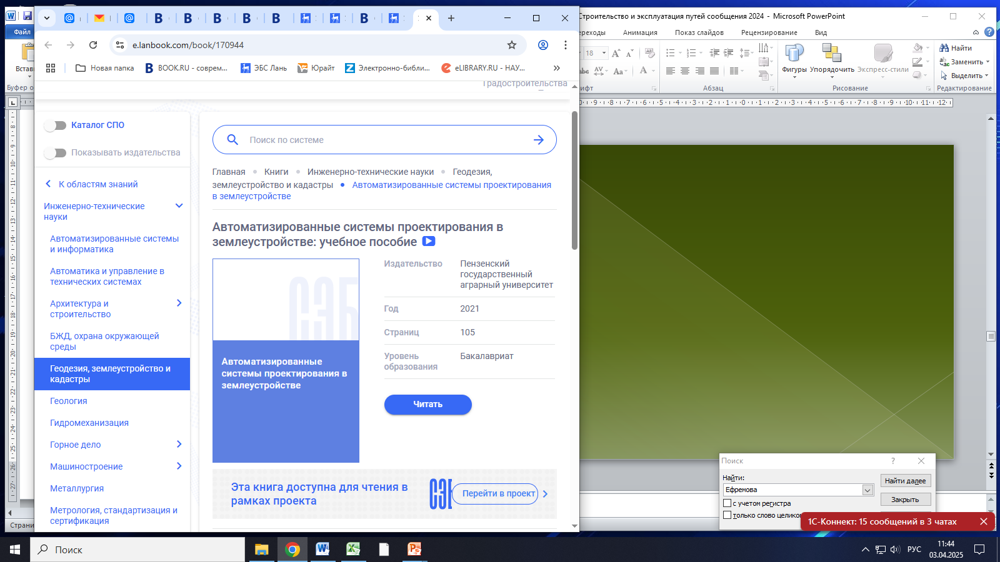 Строительство и эксплуатация путей сообщения 2024 - Microsoft PowerPoint
Файл
Анимация
Показ слайдов
Рецензирование
Вид
e.lanbook.com/book/170944
18
Фигуры
Упорядочить
Экспресс-стили
Найти
Заменить
Выделить
Абзац
Рисование
Редактирование
Новая папка
BOOK.RU - соврем...
ЭБС Лань
Юрайт
Электронно-библи...
eLIBRARY.RU - НАУ...
Градостроительства
Каталог СПО
Показывать издательства
К областям знаний
Инженерно-технические
науки
Автоматизированные системы
и информатика
Автоматика и управление в
технических системах
Архитектура и
строительство
БЖД, охрана окружающей
среды
Геодезия, землеустройство и
кадастры
Геология
Гидромеханизация
Горное дело
Машиностроение
Металлургия
Метрология, стандартизация и
сертификация
Поиск по системе
Главная • Книги • Инженерно-технические науки • Геодезия,
землеустройство и кадастры • Автоматизированные системы проектирования
в землеустройстве
Автоматизированные системы проектирования в
землеустройстве: учебное пособие
СЭБ
Автоматизированные
системы проектирования в
землеустройстве
Издательство
Пензенский
государственный
аграрный университет
Год
2021
Страниц
105
Уровень
образования
Бакалавриат
Читать
Эта книга доступна для чтения в
рамках проекта
Перейти в проект
Поиск
Найти:
Ефремова
Найти далее
Закрыть
с учетом регистра
только слово целиком
1С-Коннект: 15 сообщений в 3 чатах
Поиск
РУС
11:44
03.04.2025